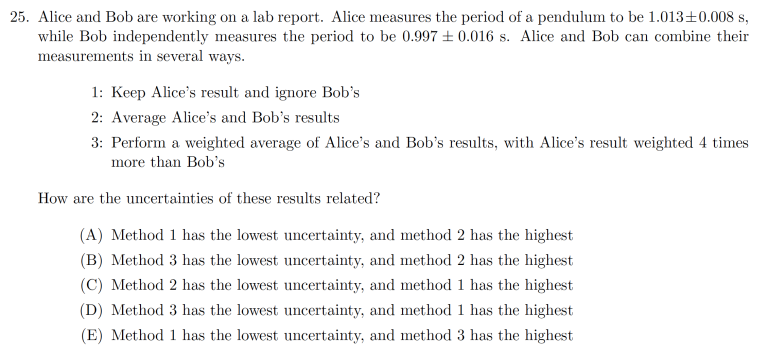 25. Alice and Bob are working on a lab report. Alice measures the period of a pendulum to be 1.013±0.008 s,
while Bob independently measures the period to be 0.997 ± 0.016 s. Alice and Bob can combine their
measurements in several ways.
1: Keep Alice's result and ignore Bob's
2: Average Alice's and Bob's results
3: Perform a weighted average of Alice's and Bob's results, with Alice's result weighted 4 times
more than Bob's
How are the uncertainties of these results related?
(A) Method 1 has the lowest uncertainty, and method 2 has the highest
(B) Method 3 has the lowest uncertainty, and method 2 has the highest
(C) Method 2 has the lowest uncertainty, and method 1 has the highest
(D) Method 3 has the lowest uncertainty, and method 1 has the highest
(E) Method 1 has the lowest uncertainty, and method 3 has the highest